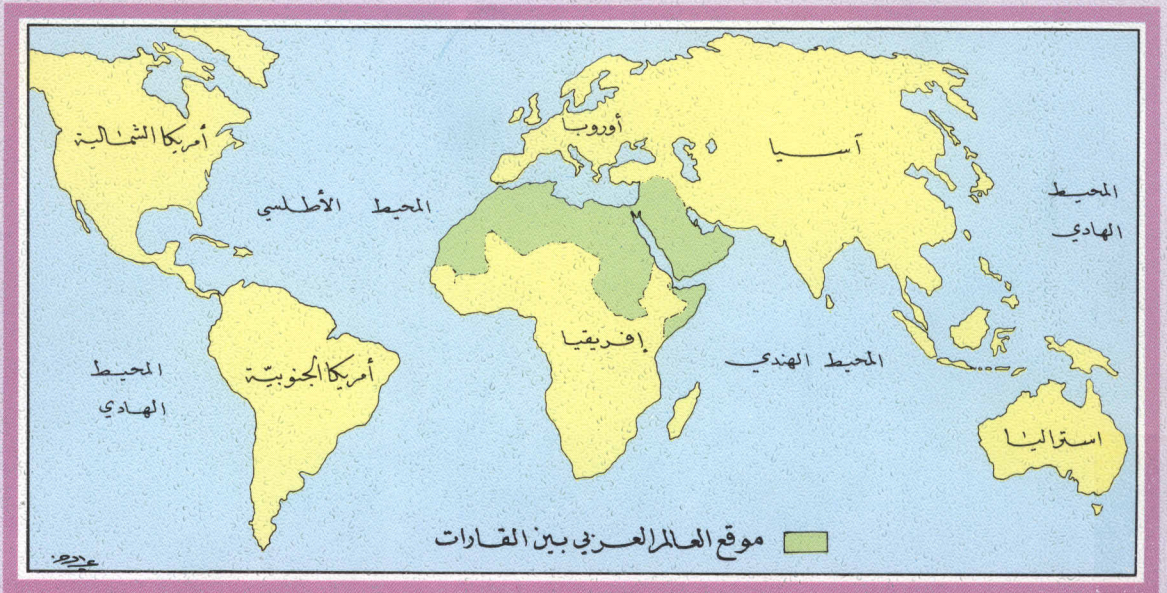 أمريكا الشمالية
أوروبا
آسيا
المحيط الأطلسي
المحيط
الهادي
إفريقيا
المحيط الهندي
أمريكا الجنوبيّة
المحيط
الهادي
استراليا
موقع العالم العربي بين القارات